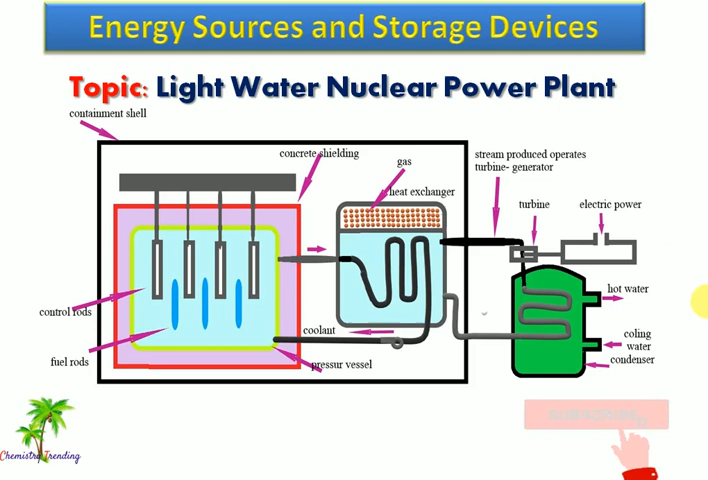 Energy Sources and Storage Devices
Topic: Light Water Nuclear Power Plant
containment shell
concrete shielding
gas
heat exchanger
stream produced operates
turbine- generator
turbine
electric power
control rods
fuel rods
coolant
pressur vessel
hot water
coling
water
condenser
Chemistry Trending